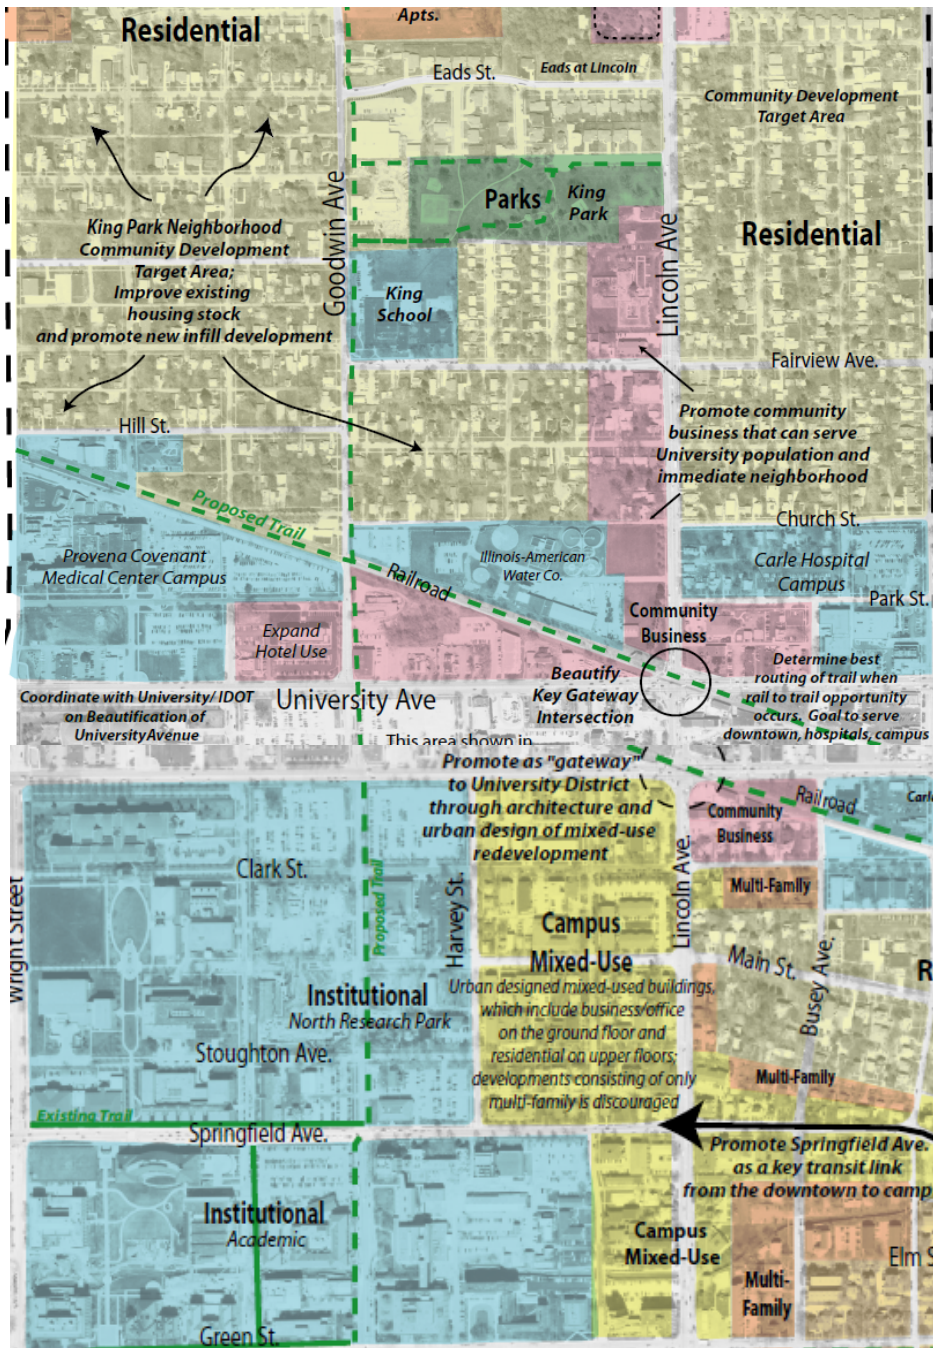 Residential
Apts.
Eads St.
Eads at Lincoln
Community Development
Target Area
Goodwin Ave
Parks
King
Park
Lincoln Ave
Residential
King Park Neighborhood
Community Development
Target Area;
Improve existing
housing stock
and promote new infill development
King
School
Fairview Ave.
Hill St.
Promote community
business that can serve
University population and
immediate neighborhood
Proposed Trail
Church St.
Provena Covenant
Medical Center Campus
Railroad
Illinois-American
Water Co.
Carle Hospital
Campus
Park St.
Expand
Hotel Use
Community
Business
Beautify
Key Gateway
Intersection
Determine best
routing of trail when
rail to trail opportunity
occurs. Goal to serve
downtown, hospitals, campus
Coordinate with University/ IDOT
on Beautification of
UniversityAvenue
University Ave
This area shown in
Promote as "gateway"
to University District
through architecture and
urban design of mixed-use
redevelopment
Railroad
Community
Business
Clark St.
Proposed Trail
Harvey St.
Lincoln Ave.
Multi-Family
Wright Street
Campus
Mixed-Use
Urban designed mixed-used buildings,
which include business/office
on the ground floor and
residential on upper floors;
developments consisting of only
multi-family is discouraged
Main St.
Busey Ave.
R
Institutional
North Research Park
Stoughton Ave.
Multi-Family
Existing Trail
Springfield Ave.
Promote Springfield Ave.
as a key transit link
from the downtown to camp
Institutional
Academic
Campus
Mixed-Use
Elm S
Multi-
Family
Green St.